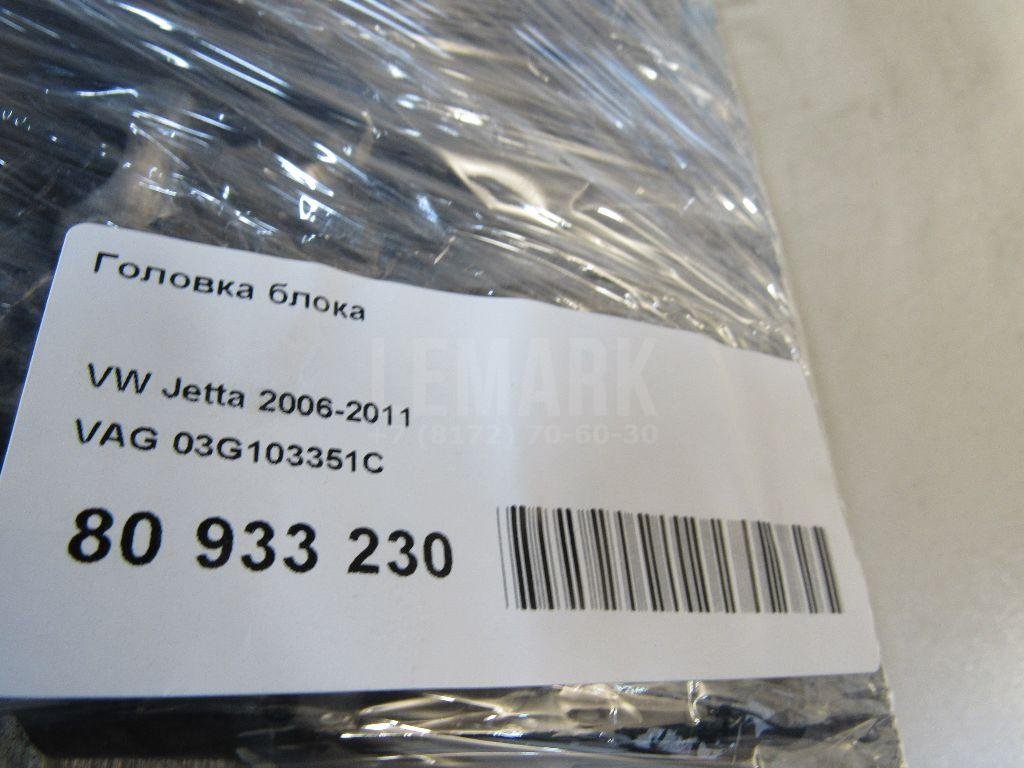 Головка блока
LEMARK
VW Jetta 2006-2011
+7 (8172) 70-60-30
VAG 03G103351C
80 933 230